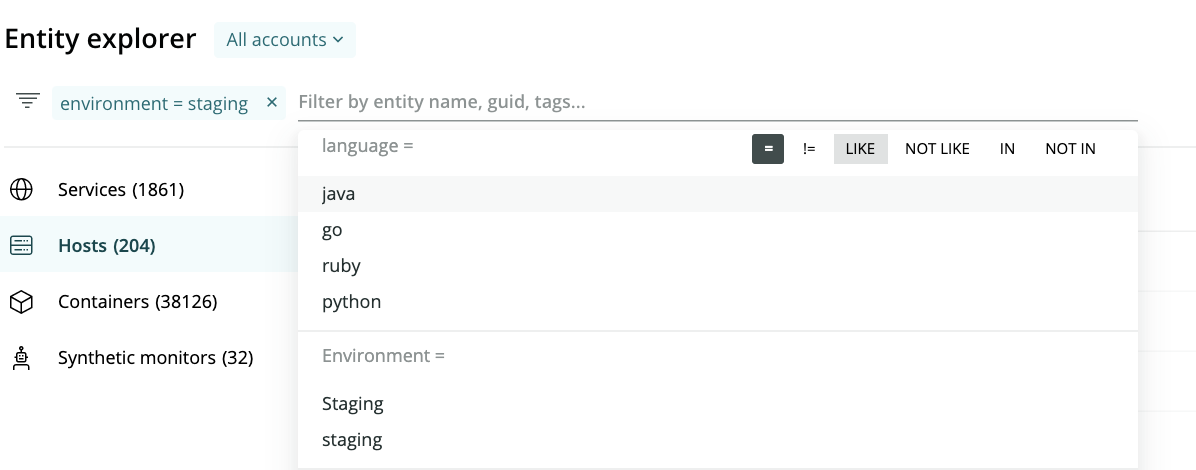 Entity explorer All accounts
environment = staging × Filter by entity name, guid, tags...
language = = != LIKE NOT LIKE IN NOT IN
Services (1861)
java
go
Hosts (204)
ruby
Containers (38126)
python
Synthetic monitors (32)
Environment =
Staging
staging